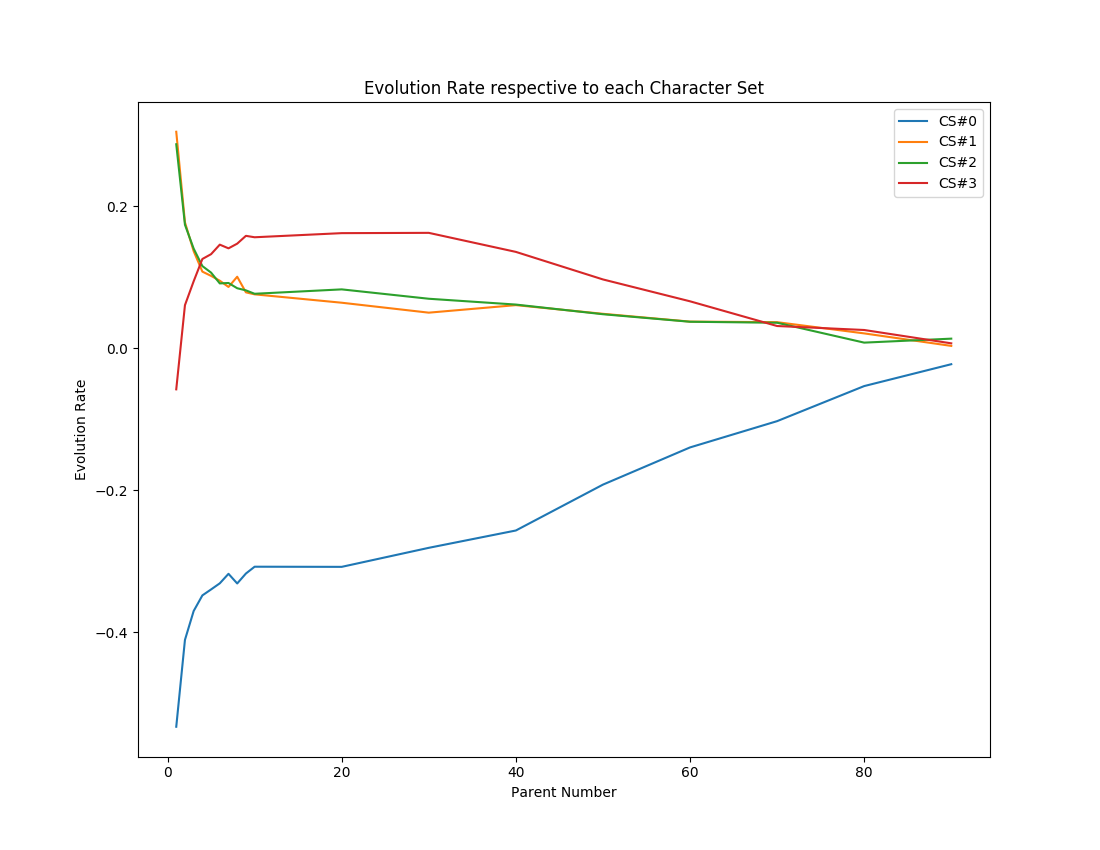 Evolution Rate respective to each Character Set
CS#0
CS#1
CS#2
CS#3
0.2
0.0
−0.2
−0.4
Evolution Rate
0
20
40
60
80
Parent Number